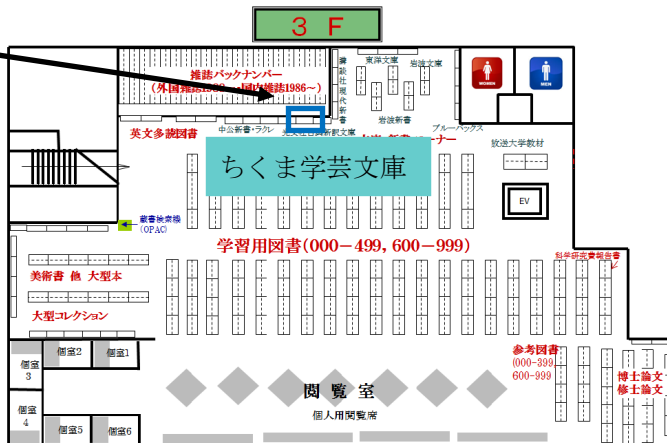 ３Ｆ
雑誌バックナンバー
国内雑誌1986～)
講談社現代新書
東洋文庫
岩波文庫
岩波新書
WOMEN
MEN
英文多読図書
中公新書・ラクレ
ブルーバックス
放送大学教材
ちくま学芸文庫
EV
蔵書検索機
(OPAC)
学習用図書(000－499, 600－999)
科学研究費報告書
美術書 他 大型本
大型コレクション
個室2
個室1
個室
3
個室
4
個室5
個室6
参考図書
(000-399,
600-999)
博士論文
修士論文
閲覧室
個人用閲覧席